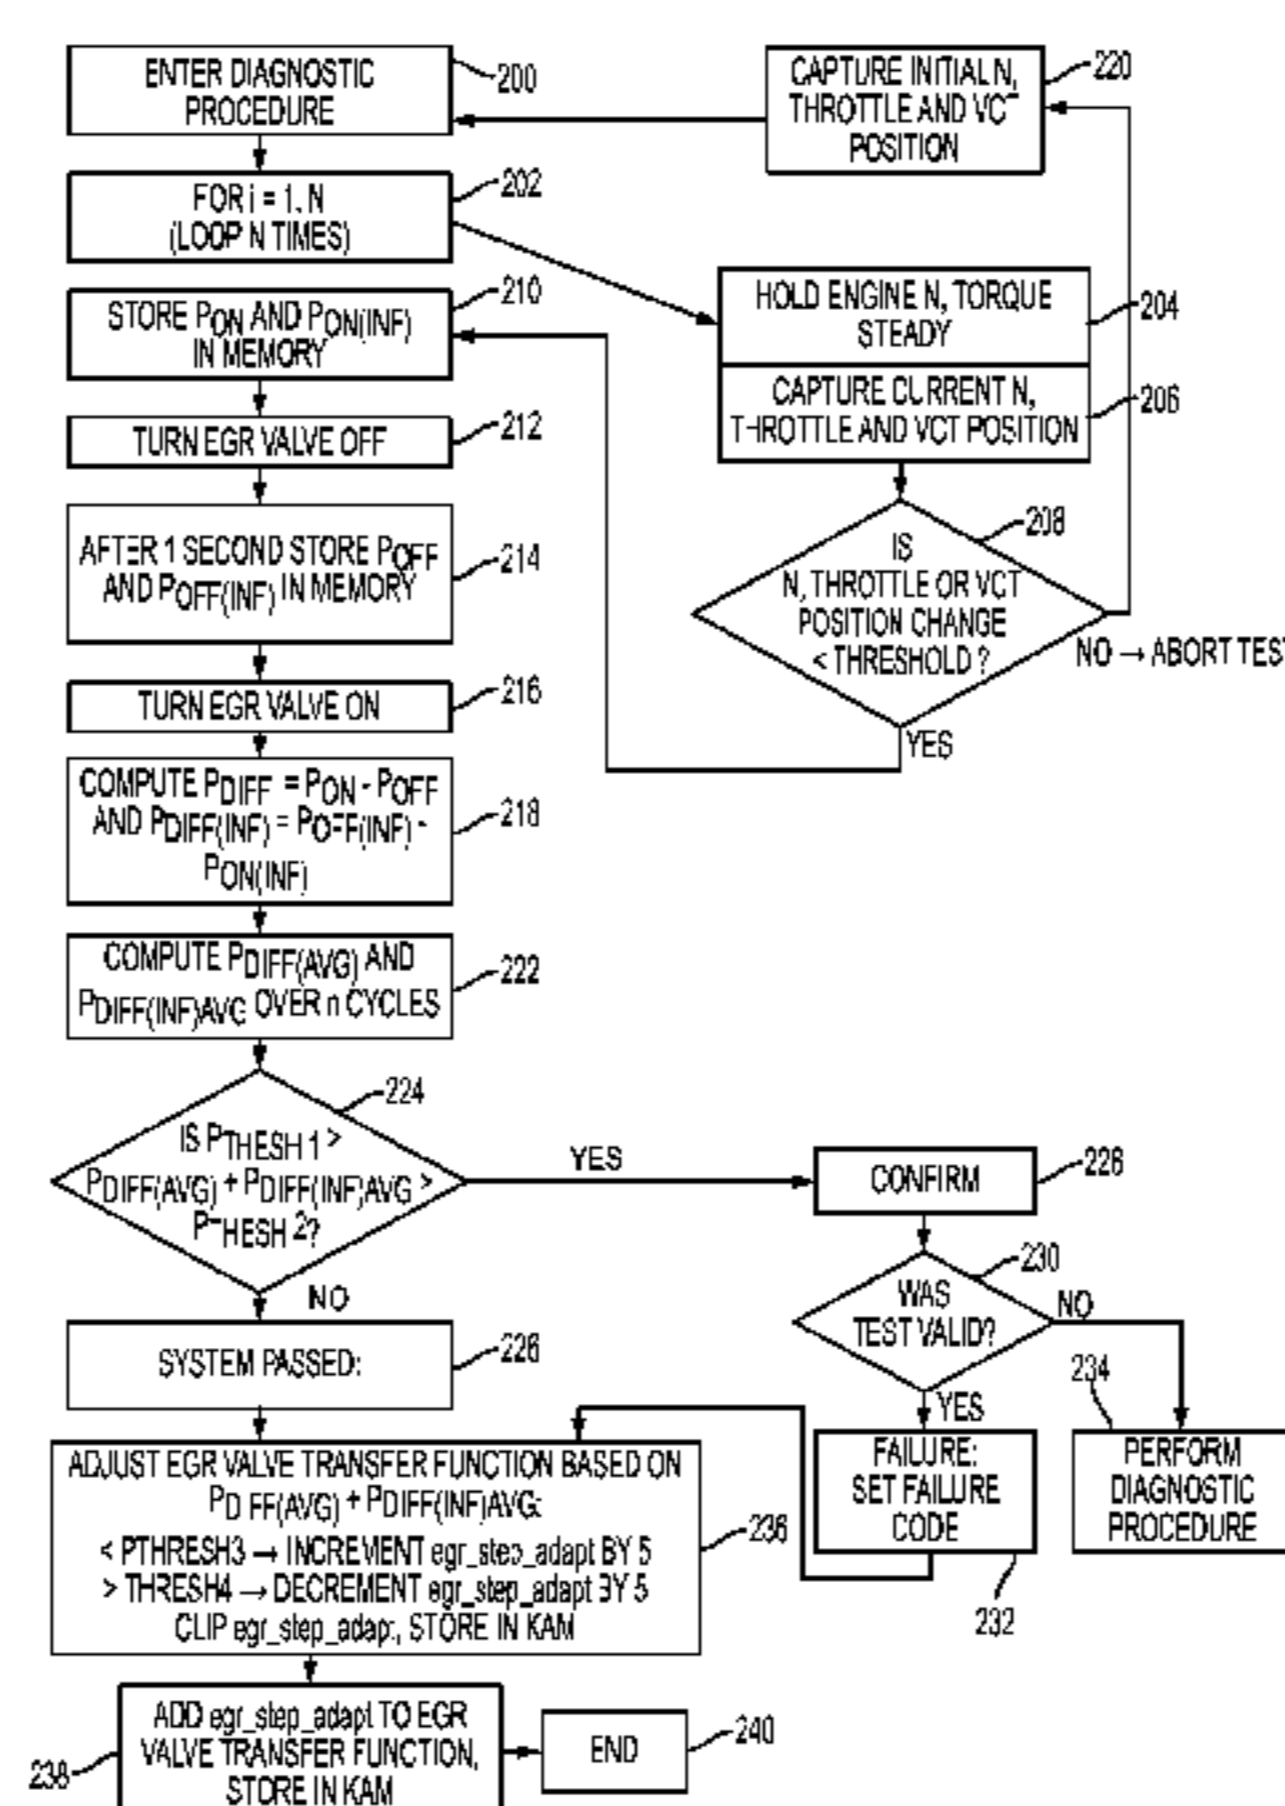 ENTER DIAGNOSTIC
PROCEDURE
200
CAPTURE INITIAL N,
THROTTLE AND VCT
POSITION
220
FOR i = 1, N
(LOOP N TIMES)
202
HOLD ENGINE N, TORQUE
STEADY
204
CAPTURE CURRENT N,
THROTTLE AND VCT POSITION
206
STORE PON AND PON(INF)
IN MEMORY
210
TURN EGR VALVE OFF
212
IS
N, THROTTLE OR VCT
POSITION CHANGE
< THRESHOLD ?
208
NO → ABORT TEST
YES
AFTER 1 SECOND STORE POFF
AND POFF(INF) IN MEMORY
214
TURN EGR VALVE ON
216
COMPUTE PDIFF = PON - POFF
AND PDIFF(INF) = POFF(INF) -
PON(INF)
218
COMPUTE PDIFF(AVG) AND
PDIFF(INF)AVG OVER n CYCLES
222
IS PTHESH 1 >
PDIFF(AVG) + PDIFF(INF)AVG >
PTHESH 2?
224
YES
NO
CONFIRM
228
WAS
TEST VALID?
230
NO
YES
SYSTEM PASSED:
226
FAILURE:
SET FAILURE
CODE
232
234
PERFORM
DIAGNOSTIC
PROCEDURE
ADJUST EGR VALVE TRANSFER FUNCTION BASED ON
PDIFF(AVG) + PDIFF(INF)AVG:
< PTHRESH3 → INCREMENT egr_step_adapt BY 5
> THRESH4 → DECREMENT egr_step_adapt BY 5
CLIP egr_step_adapt, STORE IN KAM
236
ADD egr_step_adapt TO EGR
VALVE TRANSFER FUNCTION,
STORE IN KAM
238
END
240